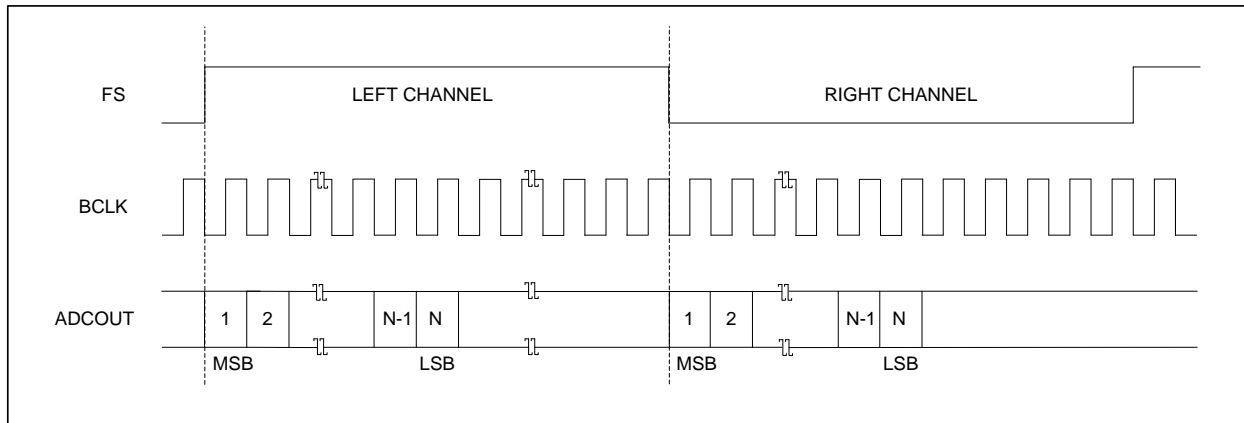 FS
LEFT CHANNEL
RIGHT CHANNEL
BCLK
ADCOUT
1 2 N-1 N 1 2 N-1 N
MSB LSB MSB LSB